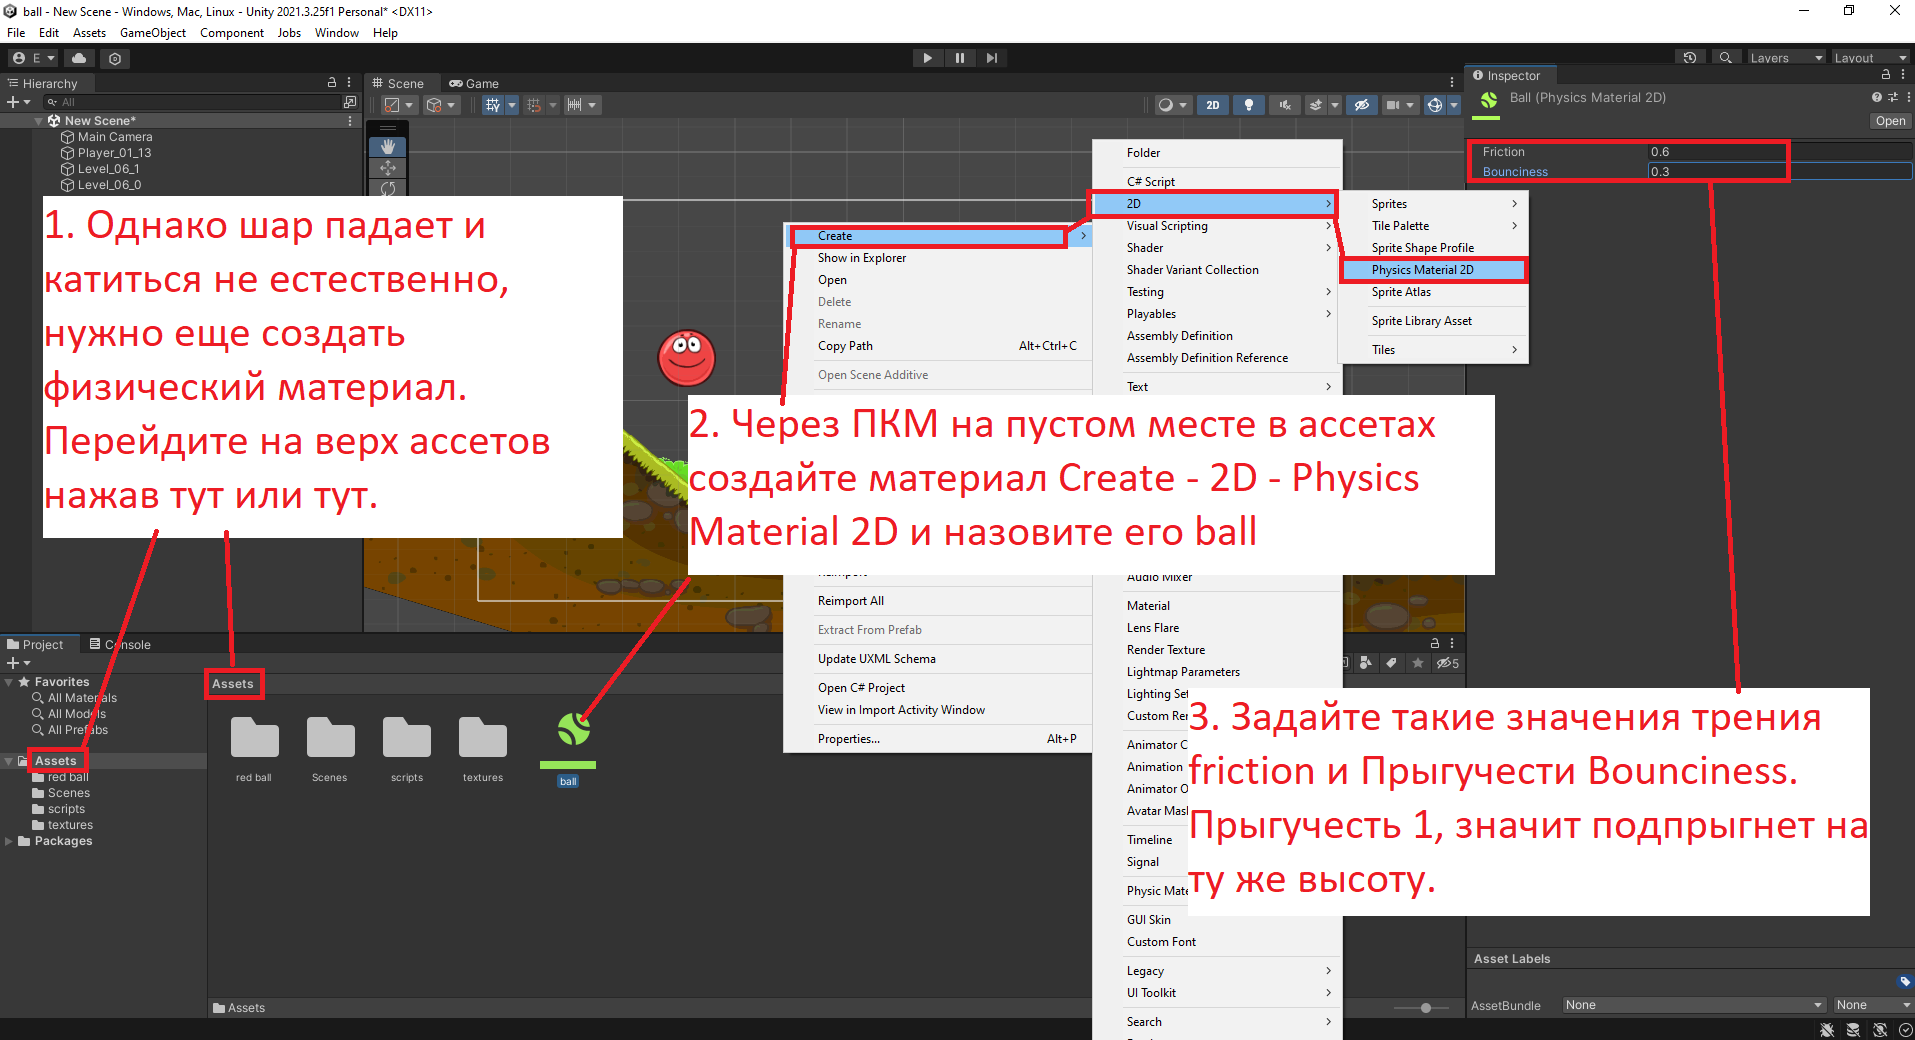 ball - New Scene - Windows, Mac, Linux - Unity 2021.3.25f1 Personal* <DX11>
File Edit Assets GameObject Component Jobs Window Help
E
Layers
Layout
Hierarchy
All
New Scene*
Main Camera
Player_01_13
Level_06_1
Level_06_0
Scene
Game
2D
1. Однако шар падает и
катиться не естественно,
нужно еще создать
физический материал.
Перейдите на верх ассетов
нажав тут или тут.
Create
Show in Explorer
Open
Delete
Rename
Copy Path Alt+Ctrl+C
Open Scene Additive
Reimport All
Extract From Prefab
Update UXML Schema
Open C# Project
View in Import Activity Window
Properties... Alt+P
Folder
C# Script
2D
Visual Scripting
Shader
Shader Variant Collection
Testing
Playables
Assembly Definition
Assembly Definition Reference
Text
Audio Mixer
Material
Lens Flare
Render Texture
Lightmap Parameters
Lighting Set
Custom Rer
Animator C
Animation
Animator O
Avatar Mask
Timeline
Signal
Physic Mate
GUI Skin
Custom Font
Legacy
UI Toolkit
Search
Sprites
Tile Palette
Sprite Shape Profile
Physics Material 2D
Sprite Atlas
Sprite Library Asset
Tiles
2. Через ПКМ на пустом месте в ассетах
создайте материал Create - 2D - Physics
Material 2D и назовите его ball
Inspector
Ball (Physics Material 2D)
Open
Friction 0.6
Bounciness 0.3
3. Задайте такие значения трения
friction и Прыгучести Bounciness.
Прыгучесть 1, значит подпрыгнет на
ту же высоту.
Project
Console
5
Favorites
All Materials
All Models
All Prefabs
Assets
red ball
Scenes
scripts
textures
Packages
Assets
red ball
Scenes
scripts
textures
ball
Assets
Asset Labels
AssetBundle None None